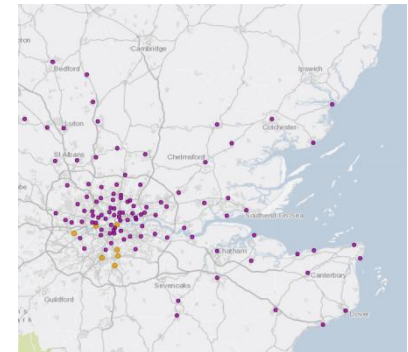 Cambridge
Bedford
Ipswich
Luton
Colchester
St Albans
Chelmsford
Southend-On-Sea
Chatham
Canterbury
Sevenoaks
Guildford
Dover